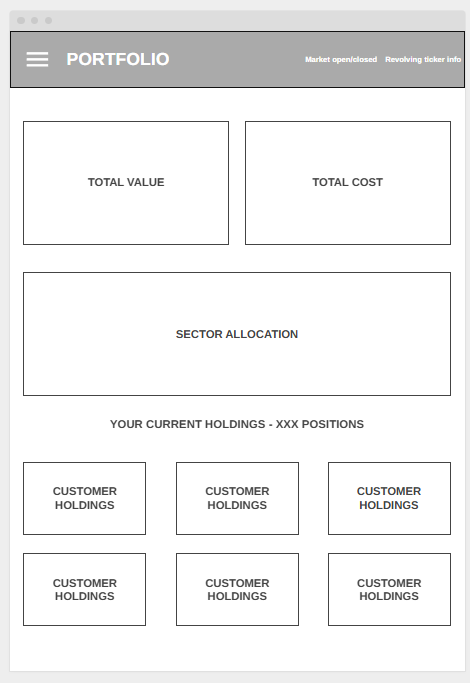 PORTFOLIO
Market open/closed Revolving ticker info
TOTAL VALUE
TOTAL COST
SECTOR ALLOCATION
YOUR CURRENT HOLDINGS - XXX POSITIONS
CUSTOMER
HOLDINGS
CUSTOMER
HOLDINGS
CUSTOMER
HOLDINGS
CUSTOMER
HOLDINGS
CUSTOMER
HOLDINGS
CUSTOMER
HOLDINGS